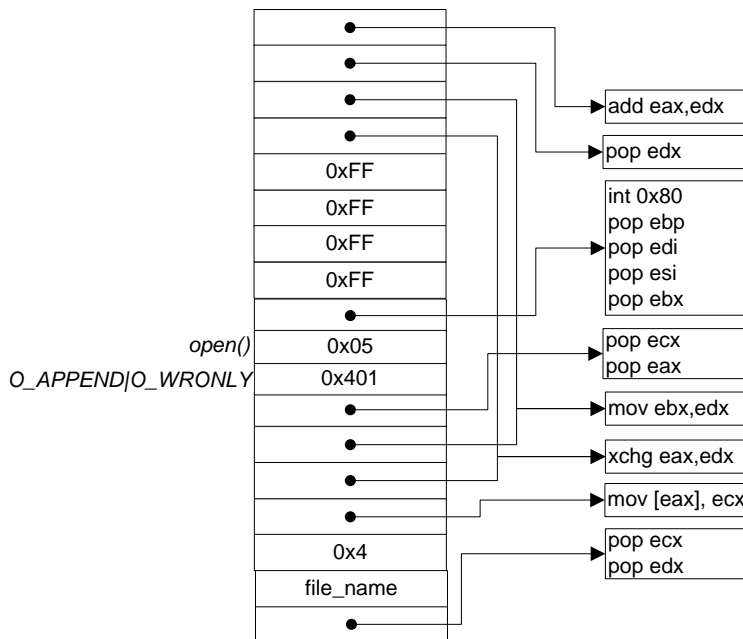 add eax,edx
pop edx
0xFF
0xFF
0xFF
0xFF
int 0x80
pop ebp
pop edi
pop esi
pop ebx
open()
0x05
O_APPEND|O_WRONLY
0x401
pop ecx
pop eax
mov ebx,edx
xchg eax,edx
mov [eax], ecx
0x4
file_name
pop ecx
pop edx